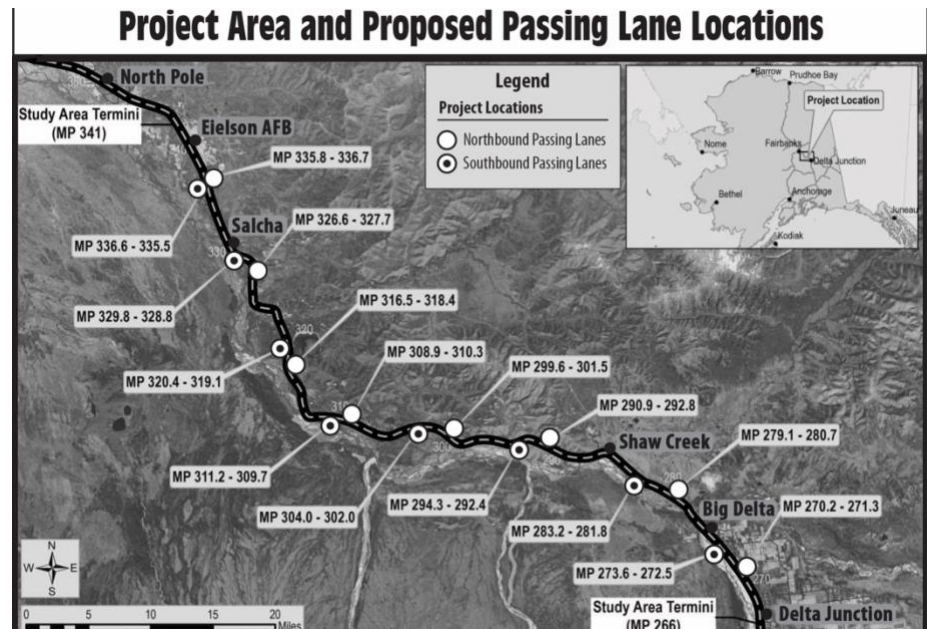 Project Area and Proposed Passing Lane Locations
North Pole
Study Area Termini
(MP 341)
Eielson AFB
Legend
Project Locations
Northbound Passing Lanes
Southbound Passing Lanes
Barrow
Prudhoe Bay
Project Location
Nome
Fairbanks
Delta Junction
Bethel
Anchorage
Juneau
Kodiak
MP 335.8 - 336.7
MP 336.6 - 335.5
Salcha
MP 326.6 - 327.7
330
MP 329.8 - 328.8
MP 316.5 - 318.4
320
MP 308.9 - 310.3
MP 320.4 - 319.1
MP 299.6 - 301.5
310
MP 290.9 - 292.8
300
Shaw Creek
MP 279.1 - 280.7
MP 311.2 - 309.7
MP 304.0 - 302.0
MP 294.3 - 292.4
280
MP 283.2 - 281.8
Big Delta
MP 270.2 - 271.3
MP 273.6 - 272.5
270
N
W E
S
0 5 10 20
Miles
Study Area Termini
(MP 266)
Delta Junction